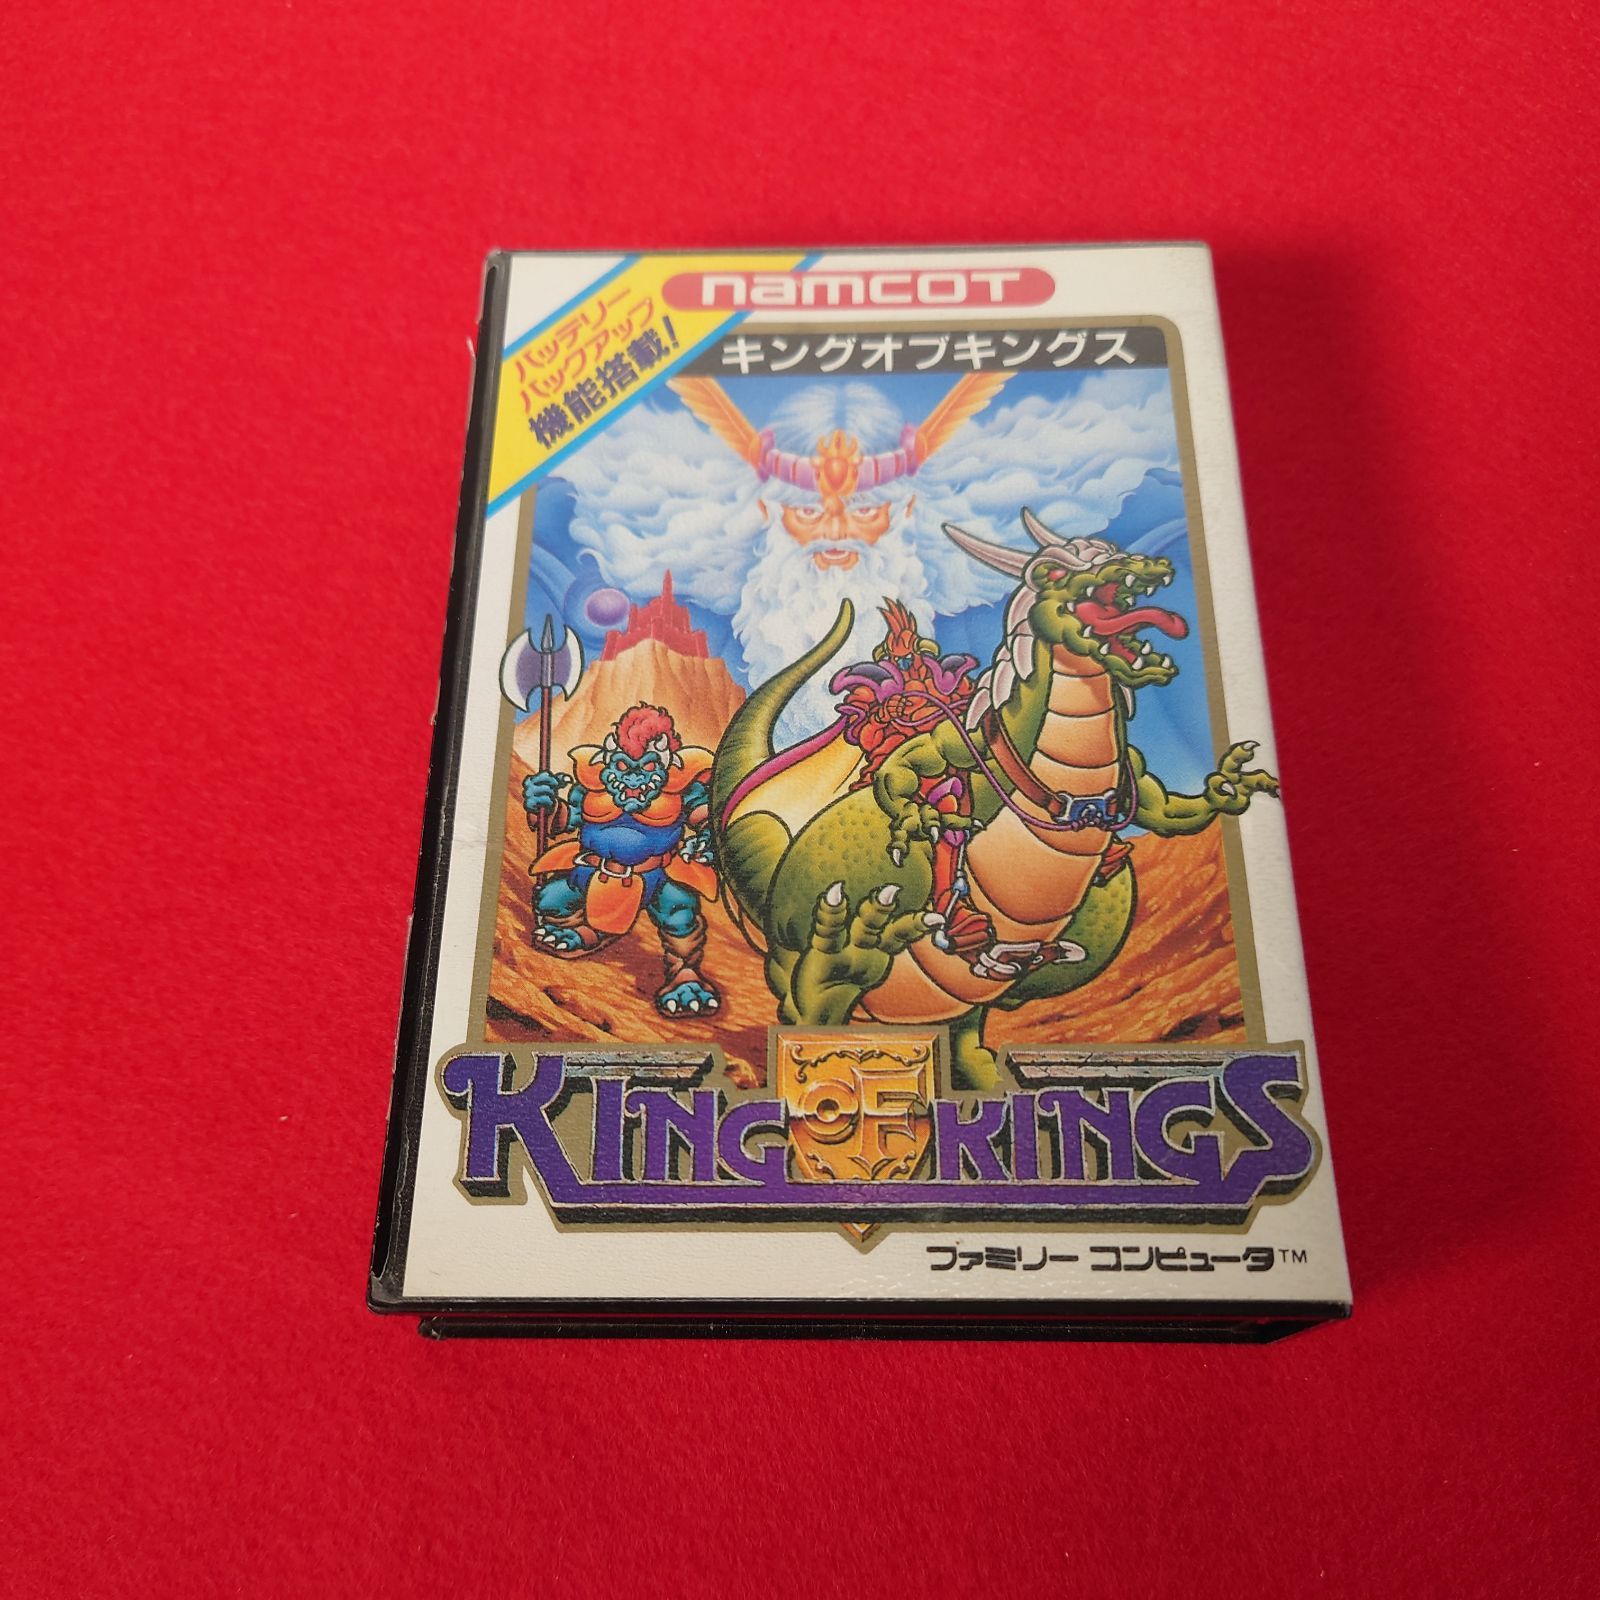 namcot
バッテリー
バックアップ
機能搭載!
キングオブキングス
KING OF KINGS
ファミリー コンピュータ™